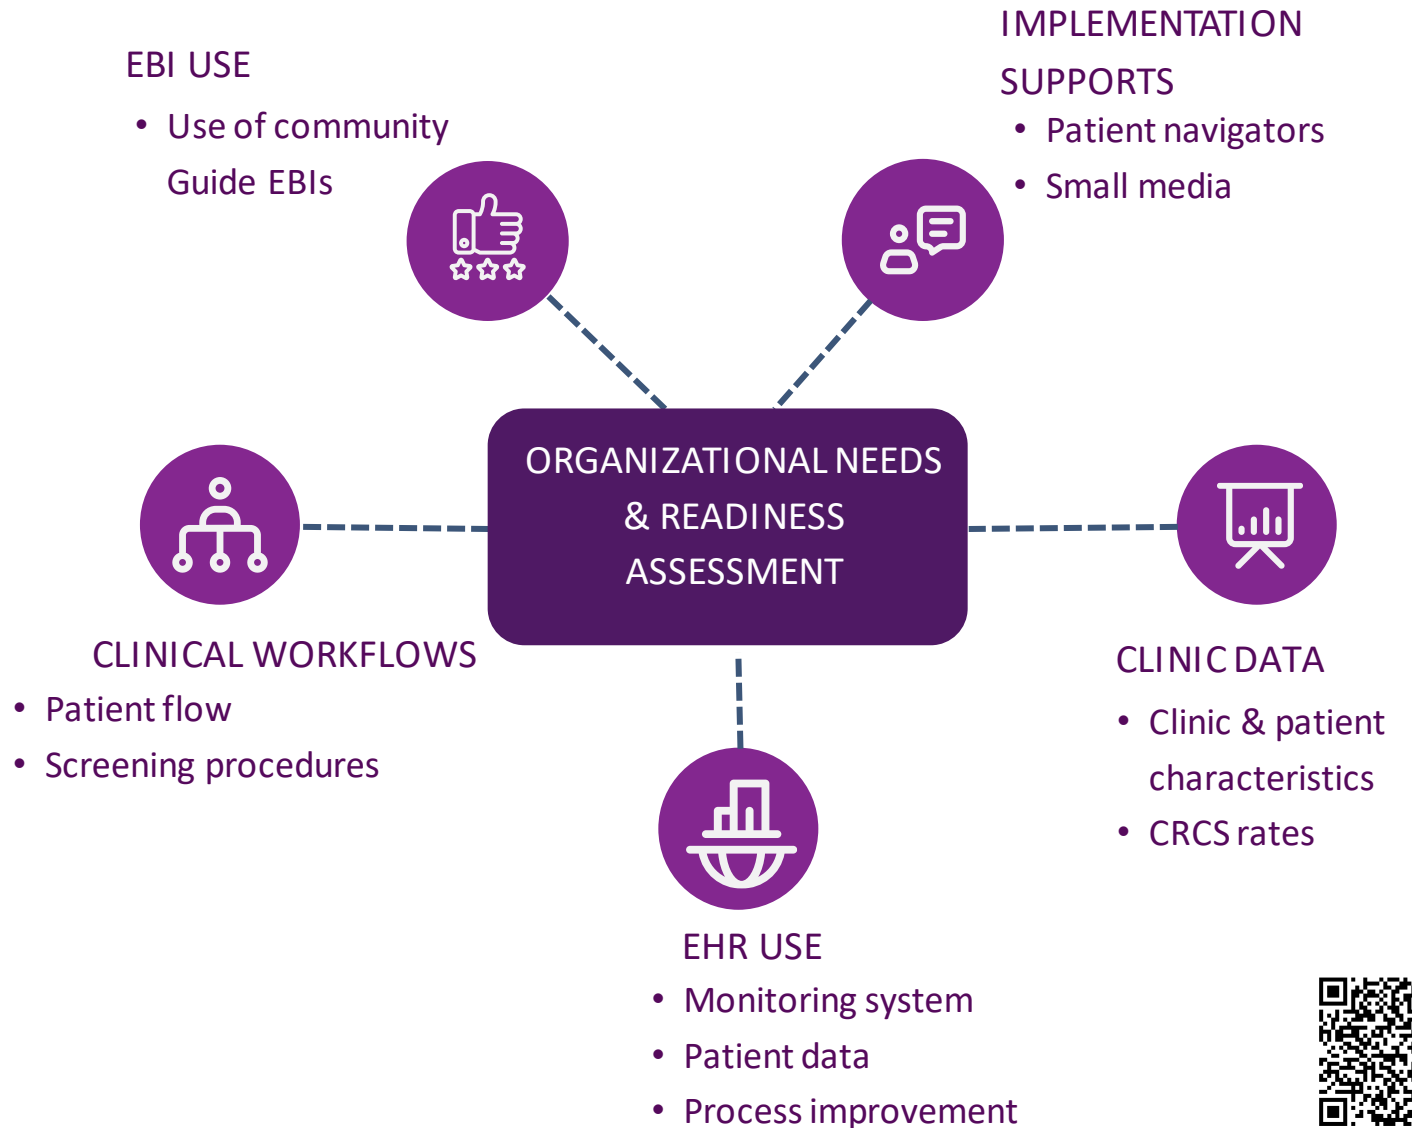 EBI USE
• Use of community
Guide EBIs
IMPLEMENTATION
SUPPORTS
• Patient navigators
• Small media
ORGANIZATIONAL NEEDS
& READINESS
ASSESSMENT
CLINICAL WORKFLOWS
• Patient flow
• Screening procedures
CLINIC DATA
• Clinic & patient
characteristics
• CRCS rates
EHR USE
• Monitoring system
• Patient data
• Process improvement